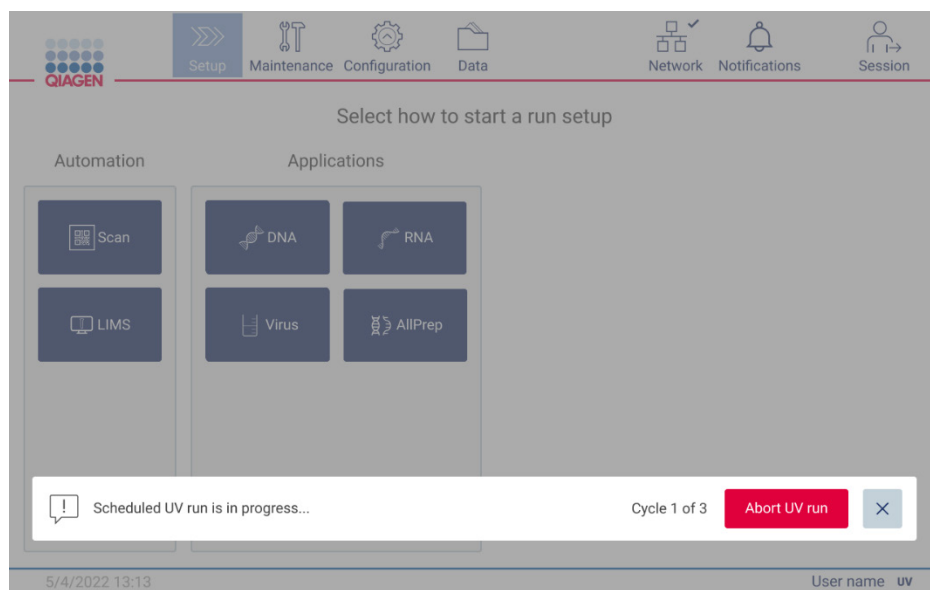 Setup Maintenance Configuration Data Network Notifications Session
QIAGEN
Select how to start a run setup
Automation Applications
Scan DNA RNA
LIMS Virus AllPrep
! Scheduled UV run is in progress... Cycle 1 of 3 Abort UV run
5/4/2022 13:13 User name UV